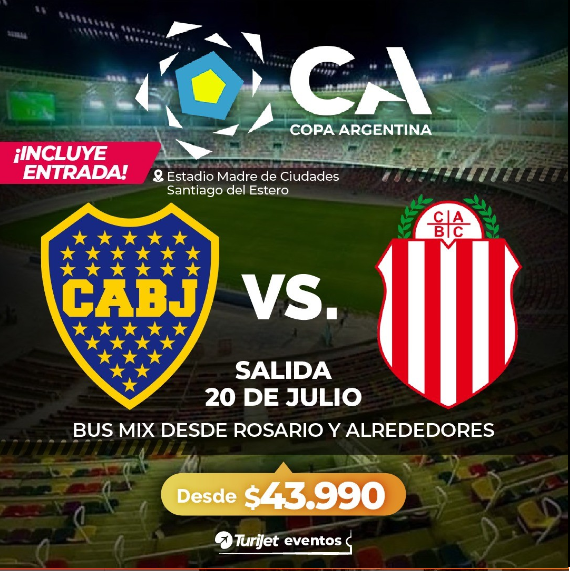 CA
COPA ARGENTINA
¡INCLUYE
ENTRADA!
Estadio Madre de Ciudades
Santiago del Estero
CABJ
VS.
C A
B C
SALIDA
20 DE JULIO
BUS MIX DESDE ROSARIO Y ALREDEDORES
Desde $43.990
Turijet eventos